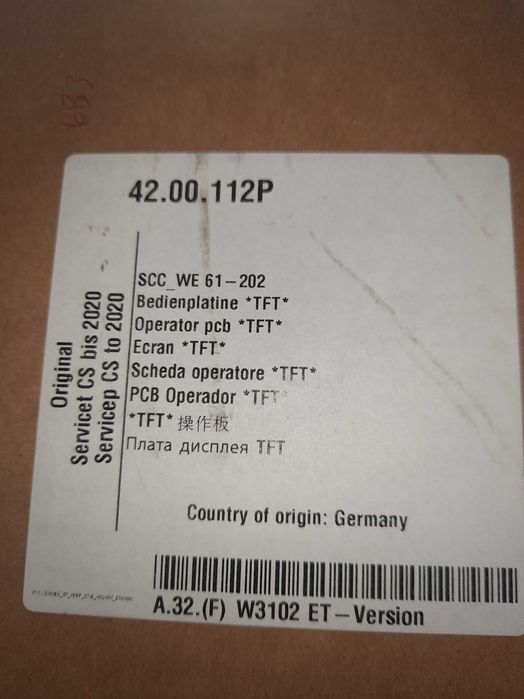 6B3
42.00.112P
Original
Servicet CS bis 2020
Servicep CS to 2020
SCC_WE 61-202
Bedienplatine *TFT*
Operator pcb *TFT*
Ecran *TFT*
Scheda operatore *TFT*
PCB Operador *TFT*
*TFT* 操作板
Плата дисплея TFT
Country of origin: Germany
A.32.(F) W3102 ET-Version